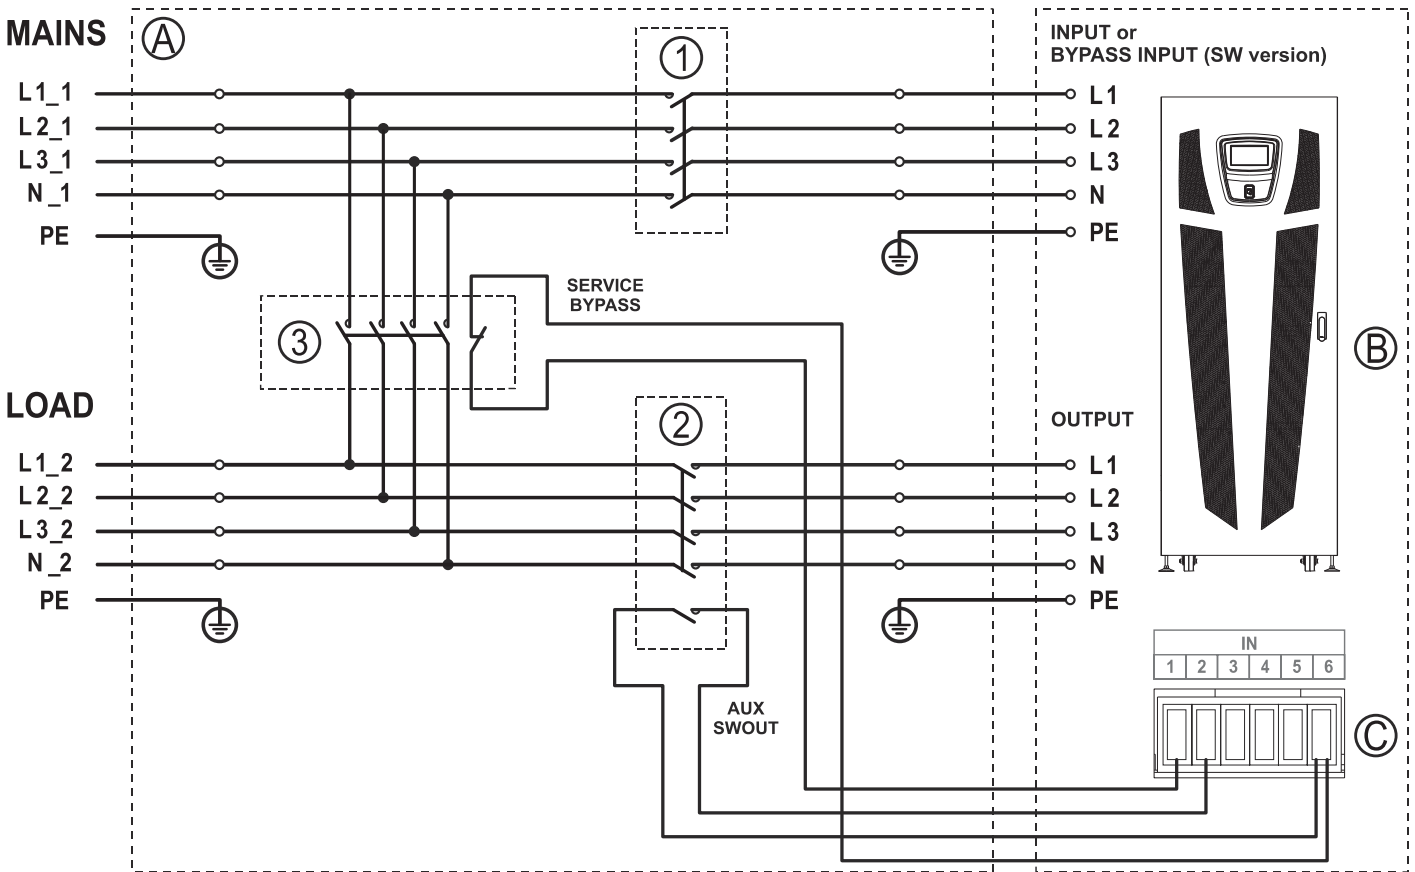 MAINS
A
1
INPUT or
BYPASS INPUT (SW version)
L1_1
L1
L2_1
L2
L3_1
L3
N_1
N
PE
PE
SERVICE
BYPASS
3
B
LOAD
2
OUTPUT
L1_2
L1
L2_2
L2
L3_2
L3
N_2
N
PE
PE
IN
1 2 3 4 5 6
AUX
SWOUT
C